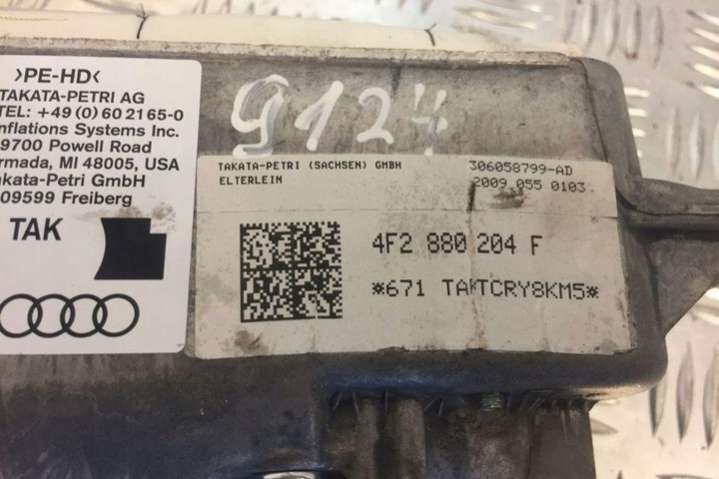 >PE-HD<
TAKATA-PETRI AG
TEL: +49 (0) 60 21 65-0
nflations Systems Inc.
9700 Powell Road
rmada, MI 48005, USA
akata-Petri GmbH
09599 Freiberg
TAK
9124
TAKATA-PETRI (SACHSEN) GMBH
ELTERLEIN
306058799-AD
2009 055 0103
4F2 880 204 F
*671 TAKTCRY8KM5*